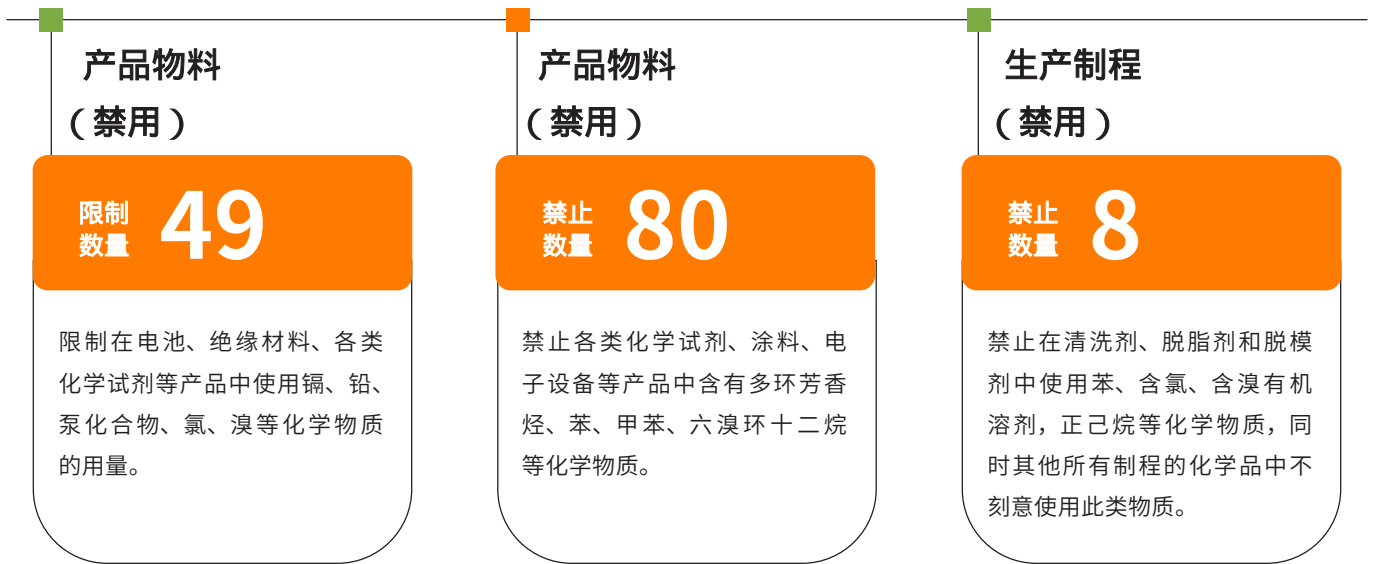 产品物料
（禁用）
限制
数量
49
限制在电池、绝缘材料、各类
化学试剂等产品中使用镉、铅、
泵化合物、氯、溴等化学物质
的用量。
产品物料
（禁用）
禁止
数量
80
禁止各类化学试剂、涂料、电
子设备等产品中含有多环芳香
烃、苯、甲苯、六溴环十二烷
等化学物质。
生产制程
（禁用）
禁止
数量
8
禁止在清洗剂、脱脂剂和脱模
剂中使用苯、含氯、含溴有机
溶剂，正己烷等化学物质，同
时其他所有制程的化学品中不
刻意使用此类物质。